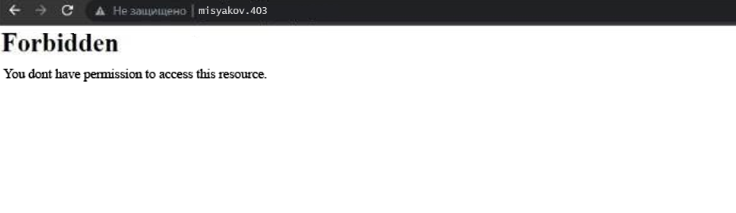 Не защищено | misyakov.403
Forbidden
You dont have permission to access this resource.